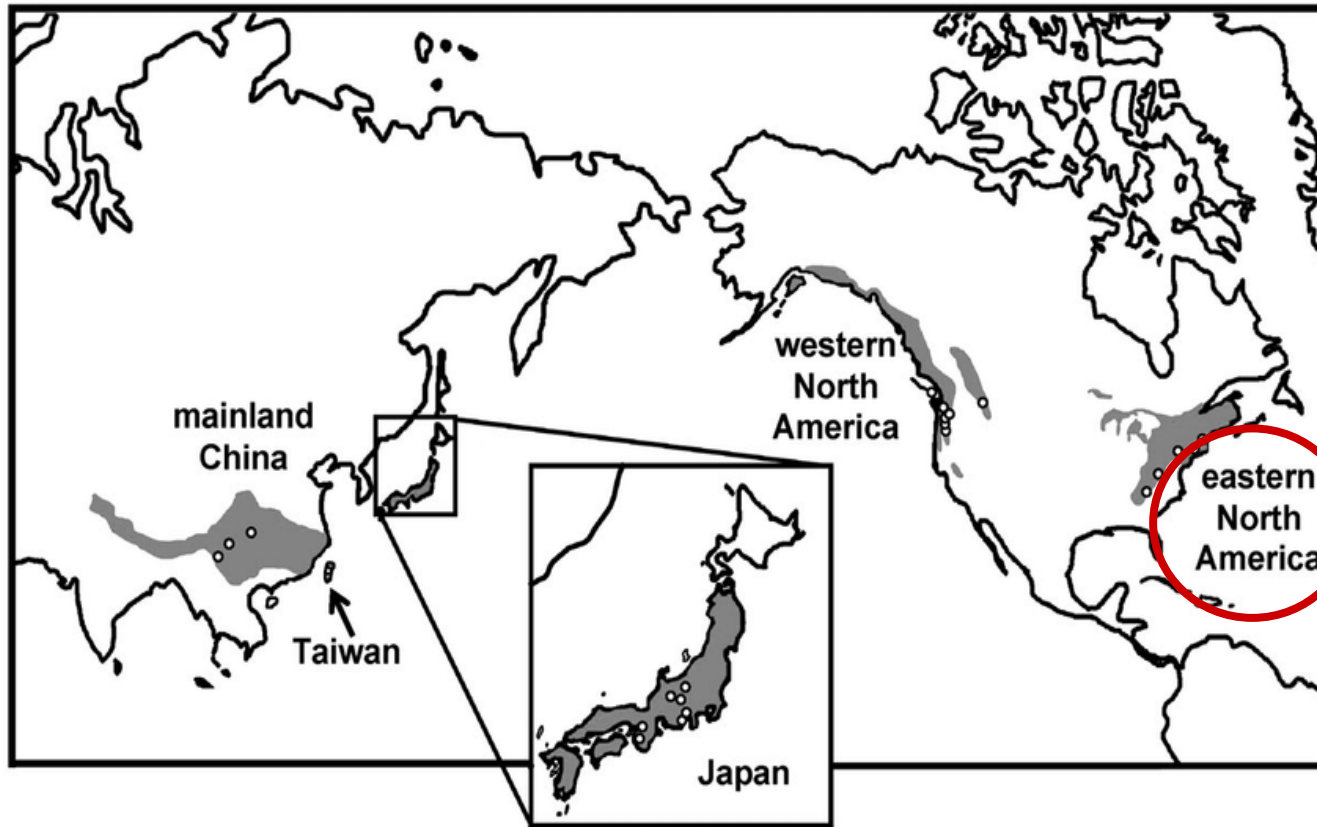 mainland
China
Taiwan
Japan
western
North
America
eastern
North
America